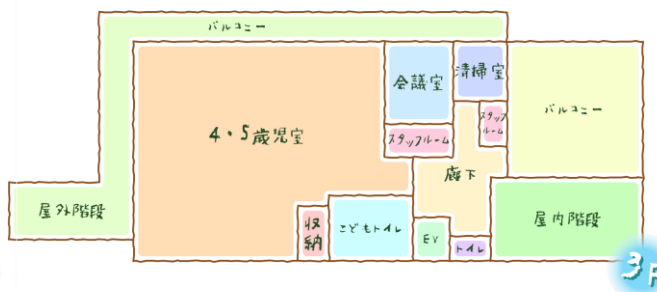 バルコニー
会議室
清掃室
バルコニー
4・5歳児室
スタッフルーム
スタッフ
ルーム
廊下
屋外階段
収
納
こどもトイレ
EV
トイレ
屋内階段
3F